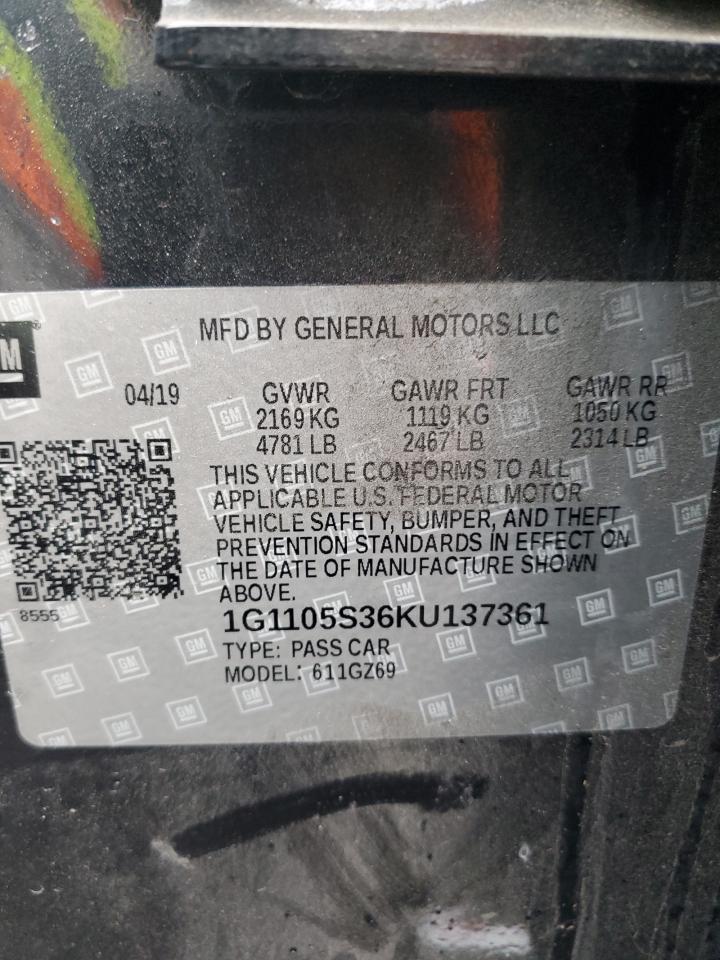 MFD BY GENERAL MOTORS LLC
04/19 GVWR GAWR FRT GAWR RR
2169 KG 1119 KG 1050 KG
4781 LB 2467 LB 2314 LB
THIS VEHICLE CONFORMS TO ALL
APPLICABLE U.S. FEDERAL MOTOR
VEHICLE SAFETY, BUMPER, AND THEFT
PREVENTION STANDARDS IN EFFECT ON
THE DATE OF MANUFACTURE SHOWN
ABOVE.
8555
1G1105S36KU137361
TYPE: PASS CAR
MODEL: 611GZ69